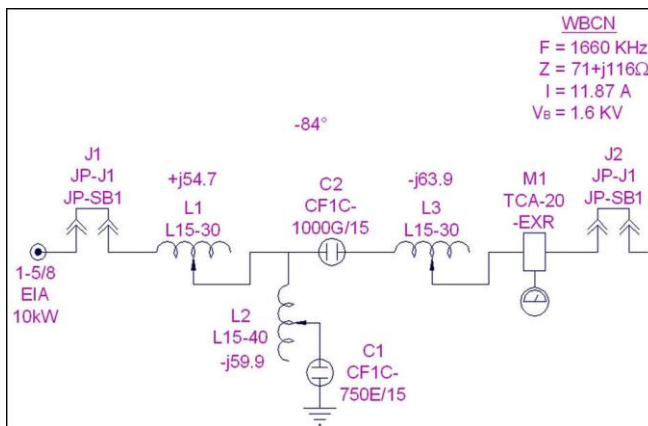 WBCN
F = 1660 KHz
Z = 71+j116Ω
I = 11.87 A
VB = 1.6 KV
-84°
J1
JP-J1
JP-SB1
+j54.7
L1
L15-30
C2
CF1C-
1000G/15
-j63.9
L3
L15-30
M1
TCA-20
-EXR
J2
JP-J1
JP-SB1
1-5/8
EIA
10kW
L2
L15-40
-j59.9
C1
CF1C-
750E/15